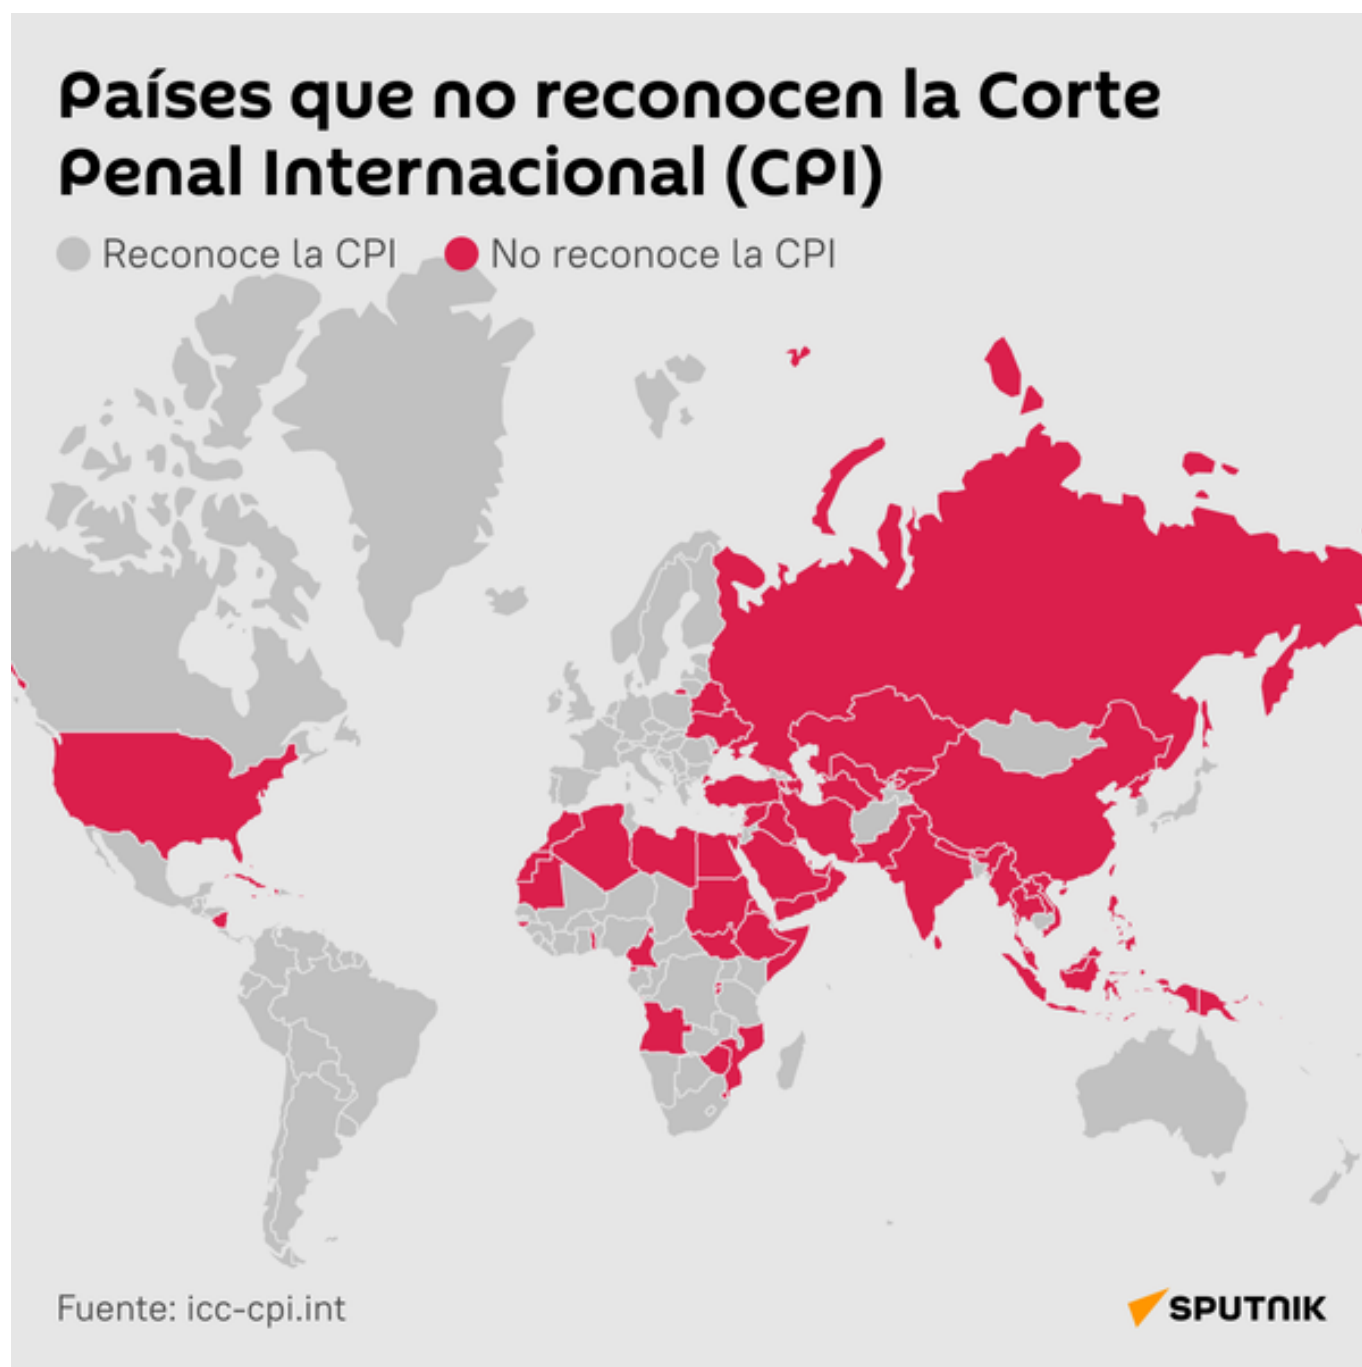 Países que no reconocen la Corte
Penal Internacional (CPI)
Reconoce la CPI No reconoce la CPI
Fuente: icc-cpi.int
SPUTNIK